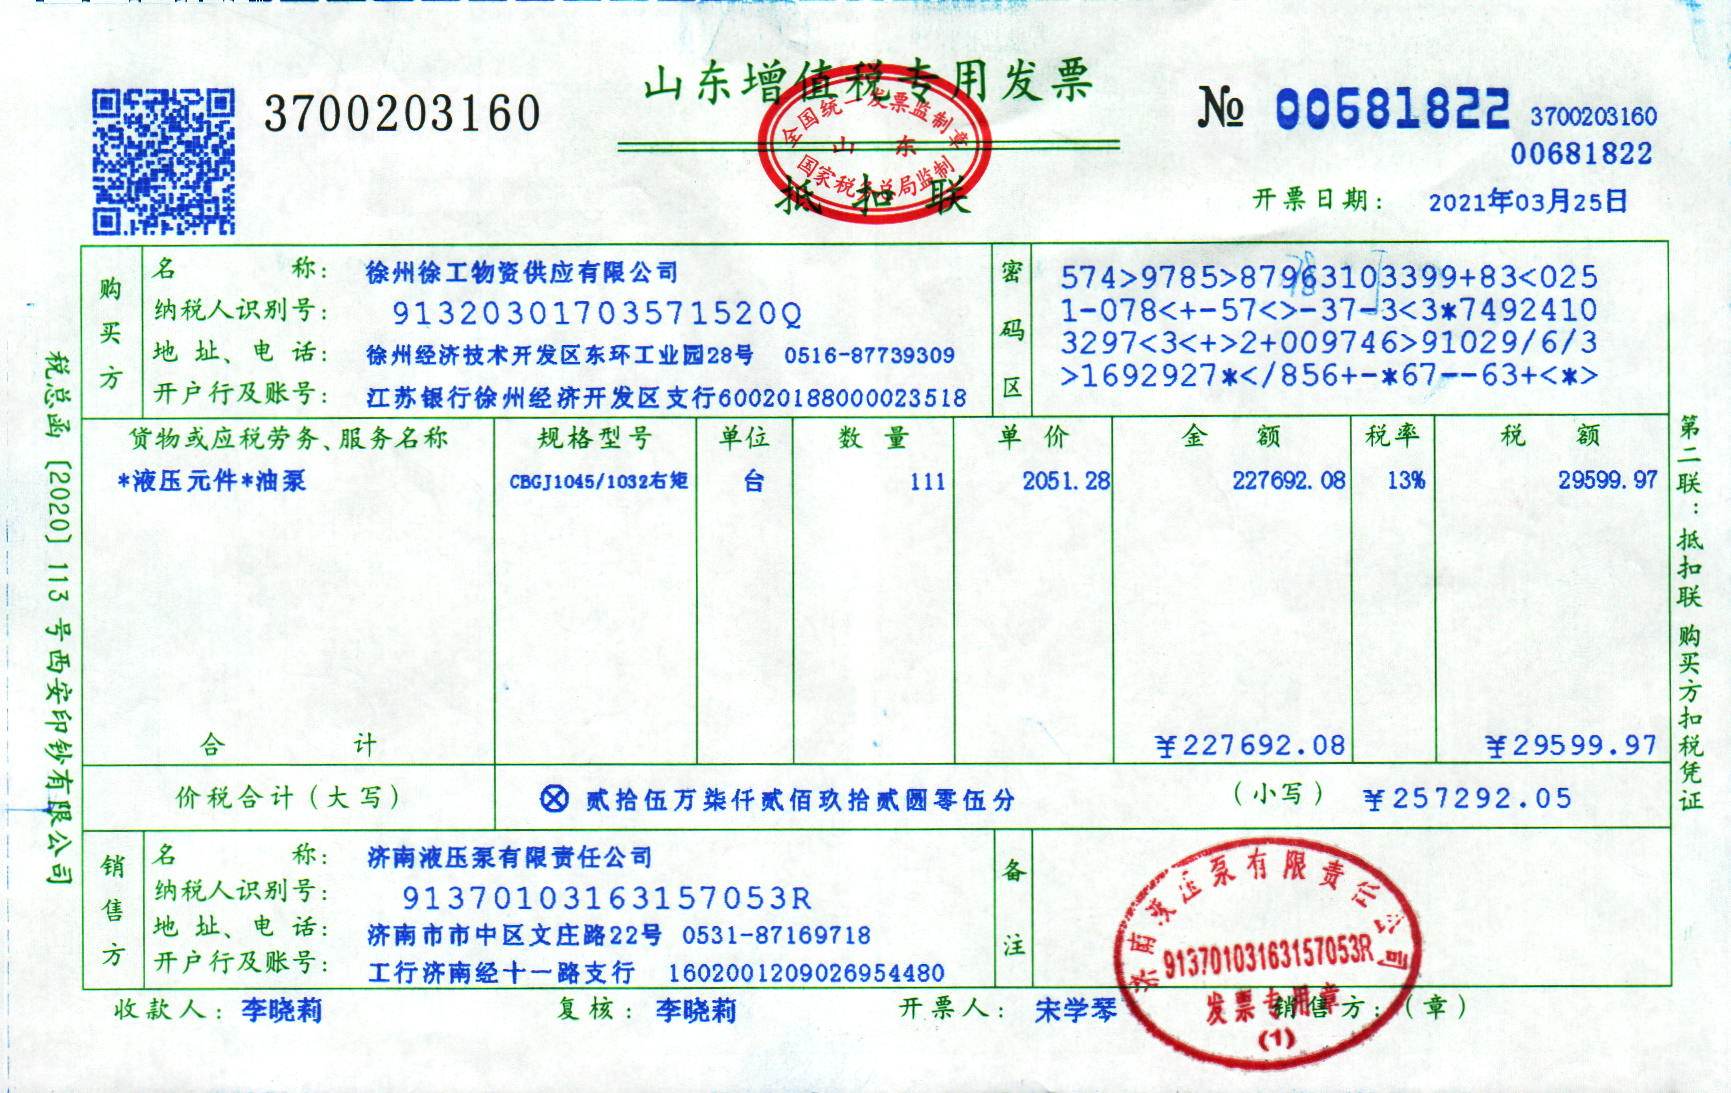 山东增值税专用发票
3700203160
№ 00681822 3700203160
00681822
全国统一发票监制章
山东
国家税务总局监制
抵扣联
开票日期： 2021年03月25日
购买方
名称： 徐州徐工物资供应有限公司
纳税人识别号： 91320301703571520Q
地址、电话： 徐州经济技术开发区东环工业园28号 0516-87739309
开户行及账号： 江苏银行徐州经济开发区支行60020188000023518
密码区
574>9785>87963103399+83<025
1-078<+-57<>-37-3<3*7492410
3297<3<+>2+009746>91029/6/3
>1692927*</856+-*67--63+<*>
货物或应税劳务、服务名称 规格型号 单位 数量 单价 金额 税率 税额
*液压元件*油泵 CBGJ1045/1032右矩 台 111 2051.28 227692.08 13% 29599.97
合计 ¥227692.08 ¥29599.97
价税合计（大写） ⊗贰拾伍万柒仟贰佰玖拾贰圆零伍分 （小写） ¥257292.05
销售方
名称： 济南液压泵有限责任公司
纳税人识别号： 91370103163157053R
地址、电话： 济南市市中区文庄路22号 0531-87169718
开户行及账号： 工行济南经十一路支行 1602001209026954480
备注
济南液压泵有限责任公司
91370103163157053R
发票专用章
(1)
收款人： 李晓莉 复核： 李晓莉 开票人： 宋学琴 销售方：（章）
税总函〔2020〕113号西安印钞有限公司
第二联：抵扣联 购买方扣税凭证